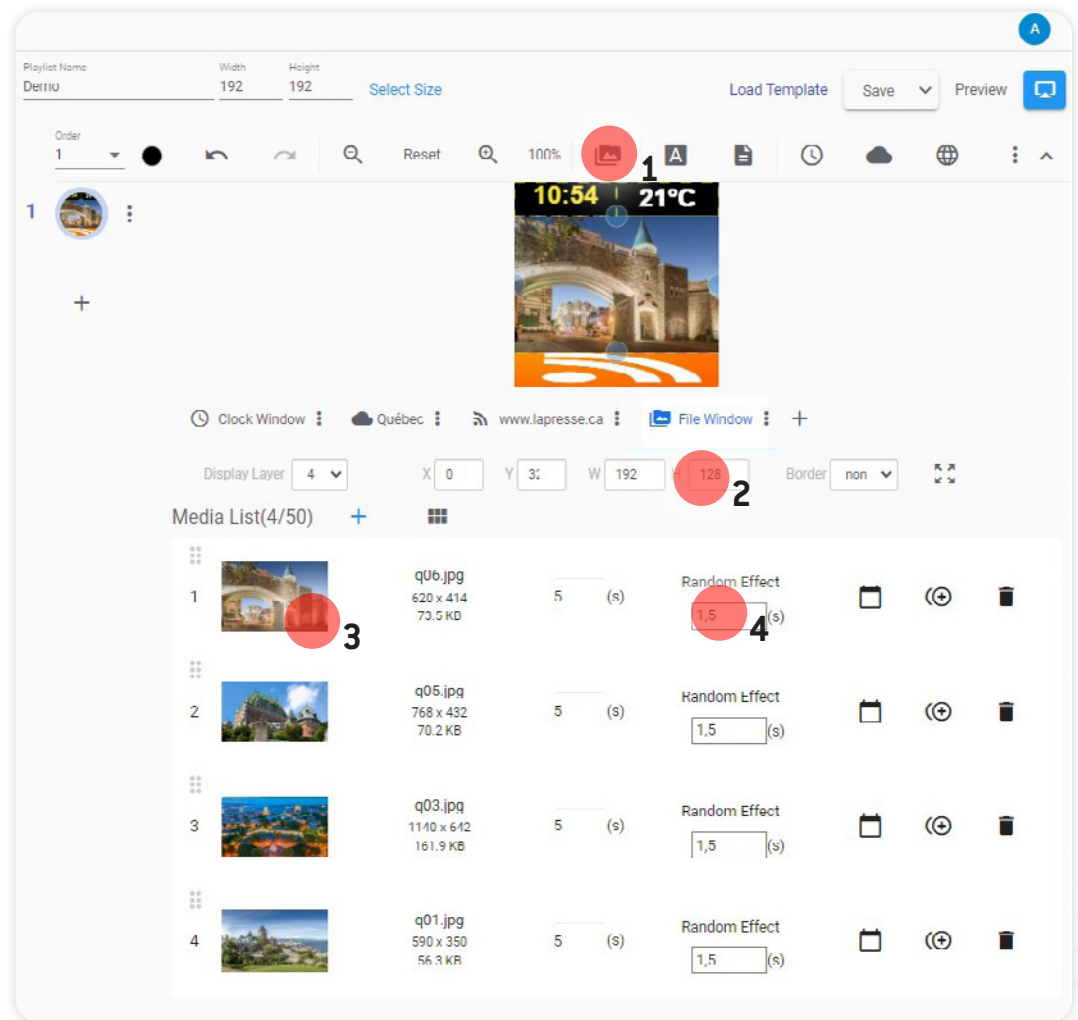 A
Playlist Name
Demo
Width
192
Height
192
Select Size
Load Template
Save
Preview
Order
1
Reset
100%
1
A
1
10:54
21°C
Clock Window
Québec
www.lapresse.ca
File Window
Display Layer 4
X 0
Y 32
W 192
H 128
Border non
2
Media List(4/50)
1
q06.jpg
620 x 414
73.5 KB
5 (s)
Random Effect
1,5 (s)
3
4
2
q05.jpg
768 x 432
70.2 KB
5 (s)
Random Effect
1,5 (s)
3
q03.jpg
1140 x 642
161.9 KB
5 (s)
Random Effect
1,5 (s)
4
q01.jpg
590 x 350
56.3 KB
5 (s)
Random Effect
1,5 (s)